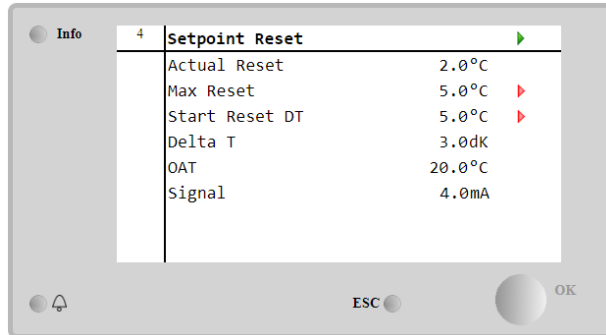 Info
4 Setpoint Reset
Actual Reset 2.0°C
Max Reset 5.0°C
Start Reset DT 5.0°C
Delta T 3.0dK
OAT 20.0°C
Signal 4.0mA
ESC OK